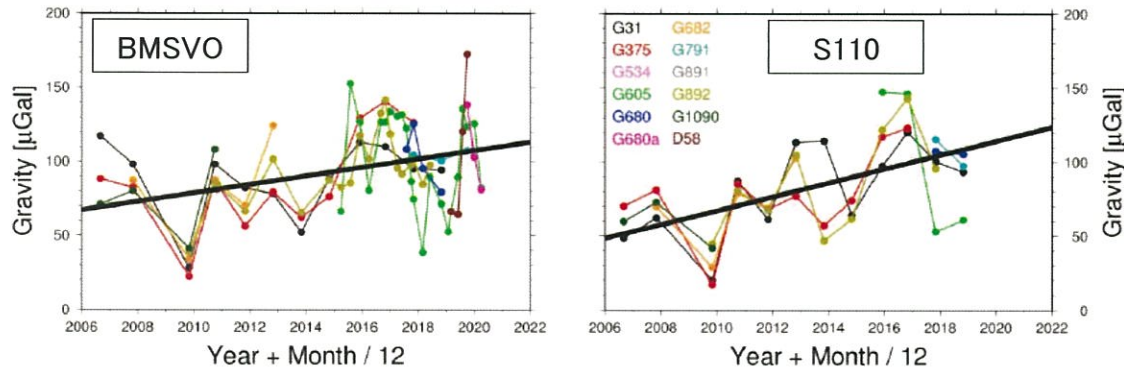 BMSVO
Gravity [μGal]
200
150
100
50
0
2006 2008 2010 2012 2014 2016 2018 2020 2022
Year + Month / 12
S110
G31 G682
G375 G791
G534 G891
G605 G892
G680 G1090
G680a D58
200
150
100
50
0
Gravity [μGal]
2006 2008 2010 2012 2014 2016 2018 2020 2022
Year + Month / 12